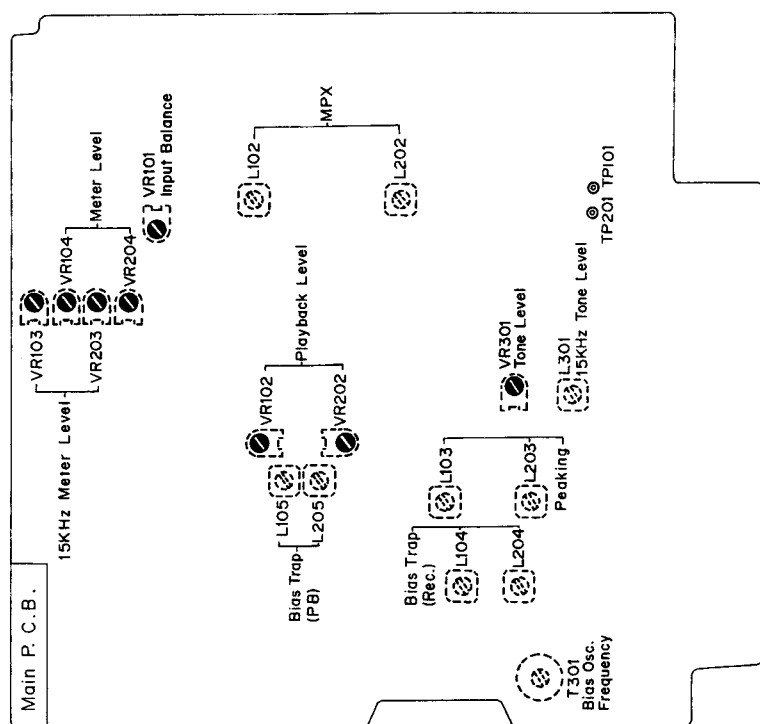 Main P. C. B.
15KHz Meter Level
VR103
VR203
VR104
VR204
Meter Level
VR101
Input Balance
Bias Trap
(PB)
L105
L205
VR102
VR202
Playback Level
L102
L202
MPX
Bias Trap
(Rec.)
L104
L204
L103
L203
Peaking
VR301
Tone Level
L301
15KHz Tone Level
TP201 TP101
T301
Bias Osc.
Frequency